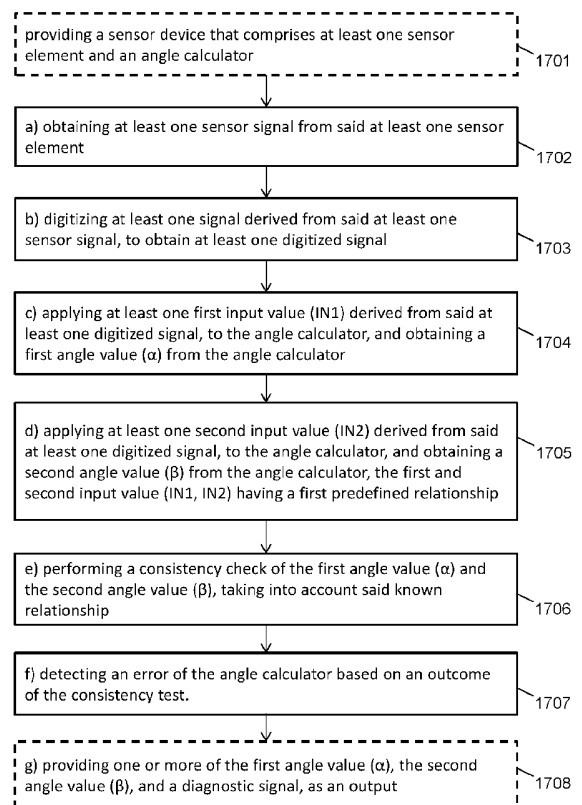 providing a sensor device that comprises at least one sensor
element and an angle calculator
1701
a) obtaining at least one sensor signal from said at least one sensor
element
1702
b) digitizing at least one signal derived from said at least one
sensor signal, to obtain at least one digitized signal
1703
c) applying at least one first input value (IN1) derived from said at
least one digitized signal, to the angle calculator, and obtaining a
first angle value (α) from the angle calculator
1704
d) applying at least one second input value (IN2) derived from said
at least one digitized signal, to the angle calculator, and obtaining a
second angle value (β) from the angle calculator, the first and
second input value (IN1, IN2) having a first predefined relationship
1705
e) performing a consistency check of the first angle value (α) and
the second angle value (β), taking into account said known
relationship
1706
f) detecting an error of the angle calculator based on an outcome
of the consistency test.
1707
g) providing one or more of the first angle value (α), the second
angle value (β), and a diagnostic signal, as an output
1708